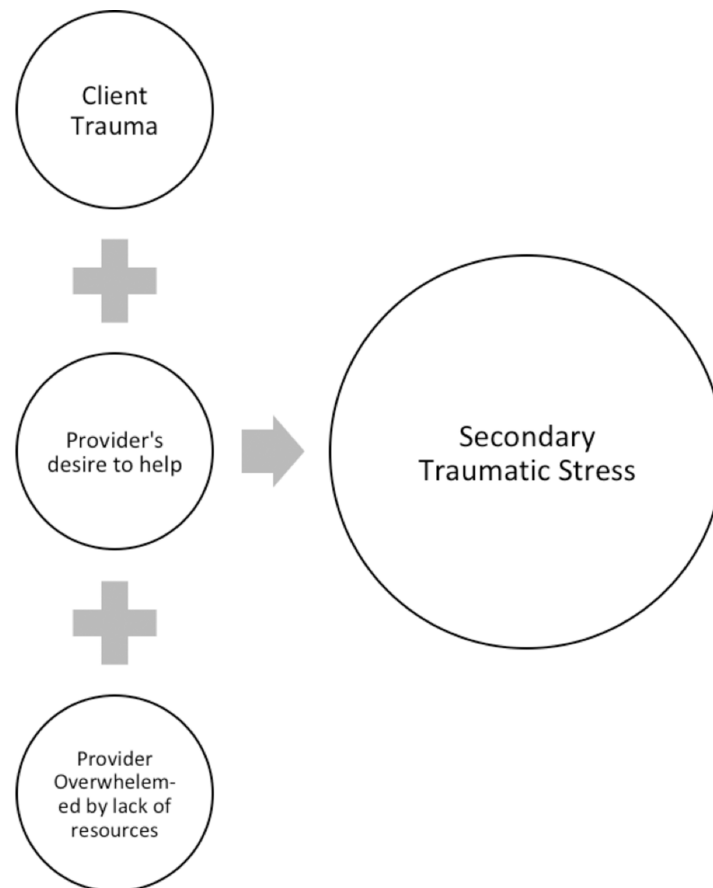 Client
Trauma
Provider's
desire to help
Secondary
Traumatic Stress
Provider
Overwhelem-
ed by lack of
resources